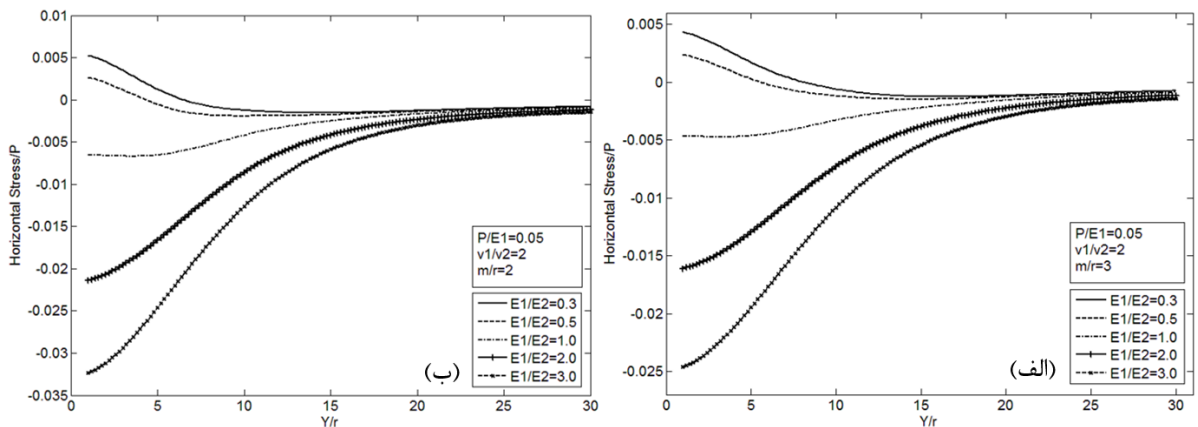 0.01
0.005
0
-0.005
-0.01
-0.015
-0.02
-0.025
-0.03
-0.035
0 5 10 15 20 25 30
Horizontal Stress/P
Y/r
P/E1=0.05
v1/v2=2
m/r=2
E1/E2=0.3
E1/E2=0.5
E1/E2=1.0
E1/E2=2.0
E1/E2=3.0
(ب)
0.005
0
-0.005
-0.01
-0.015
-0.02
-0.025
0 5 10 15 20 25 30
Horizontal Stress/P
Y/r
P/E1=0.05
v1/v2=2
m/r=3
E1/E2=0.3
E1/E2=0.5
E1/E2=1.0
E1/E2=2.0
E1/E2=3.0
(الف)